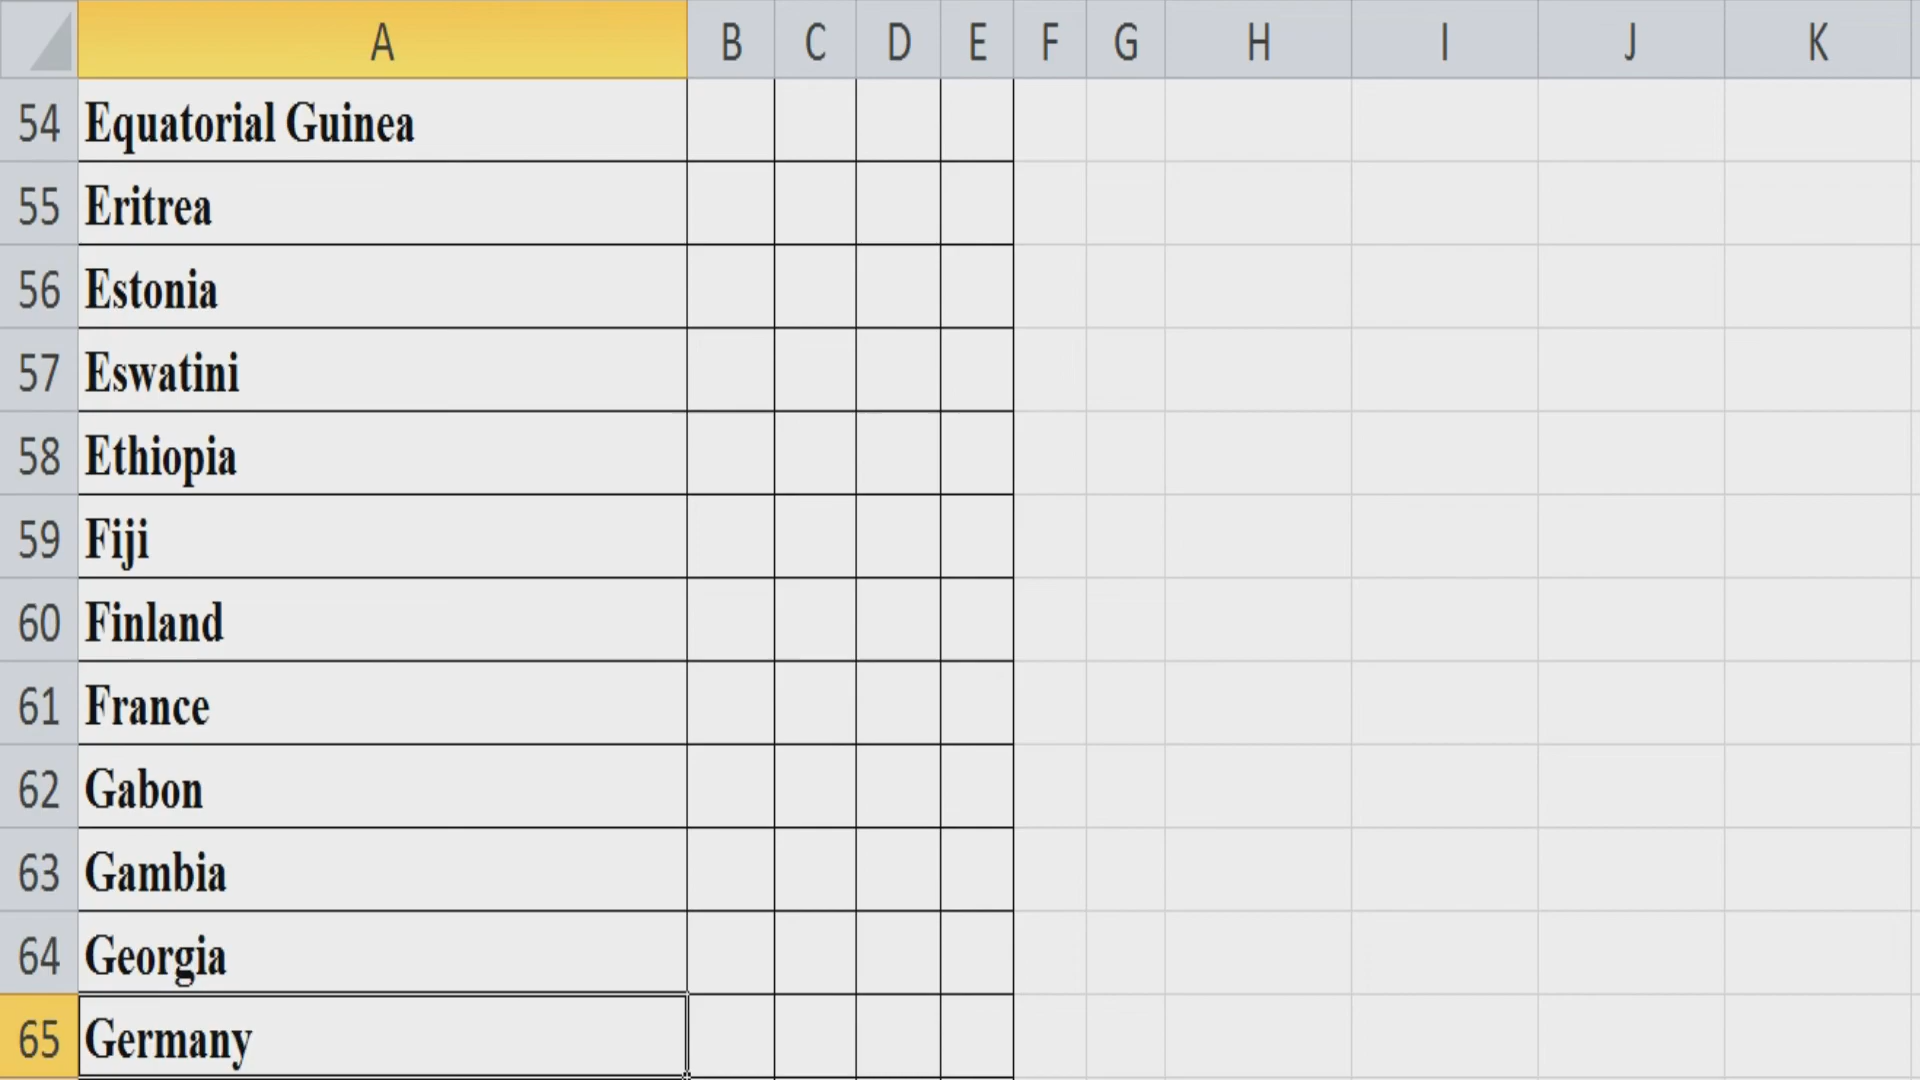 A B C D E F G H I J K
54 Equatorial Guinea
55 Eritrea
56 Estonia
57 Eswatini
58 Ethiopia
59 Fiji
60 Finland
61 France
62 Gabon
63 Gambia
64 Georgia
65 Germany